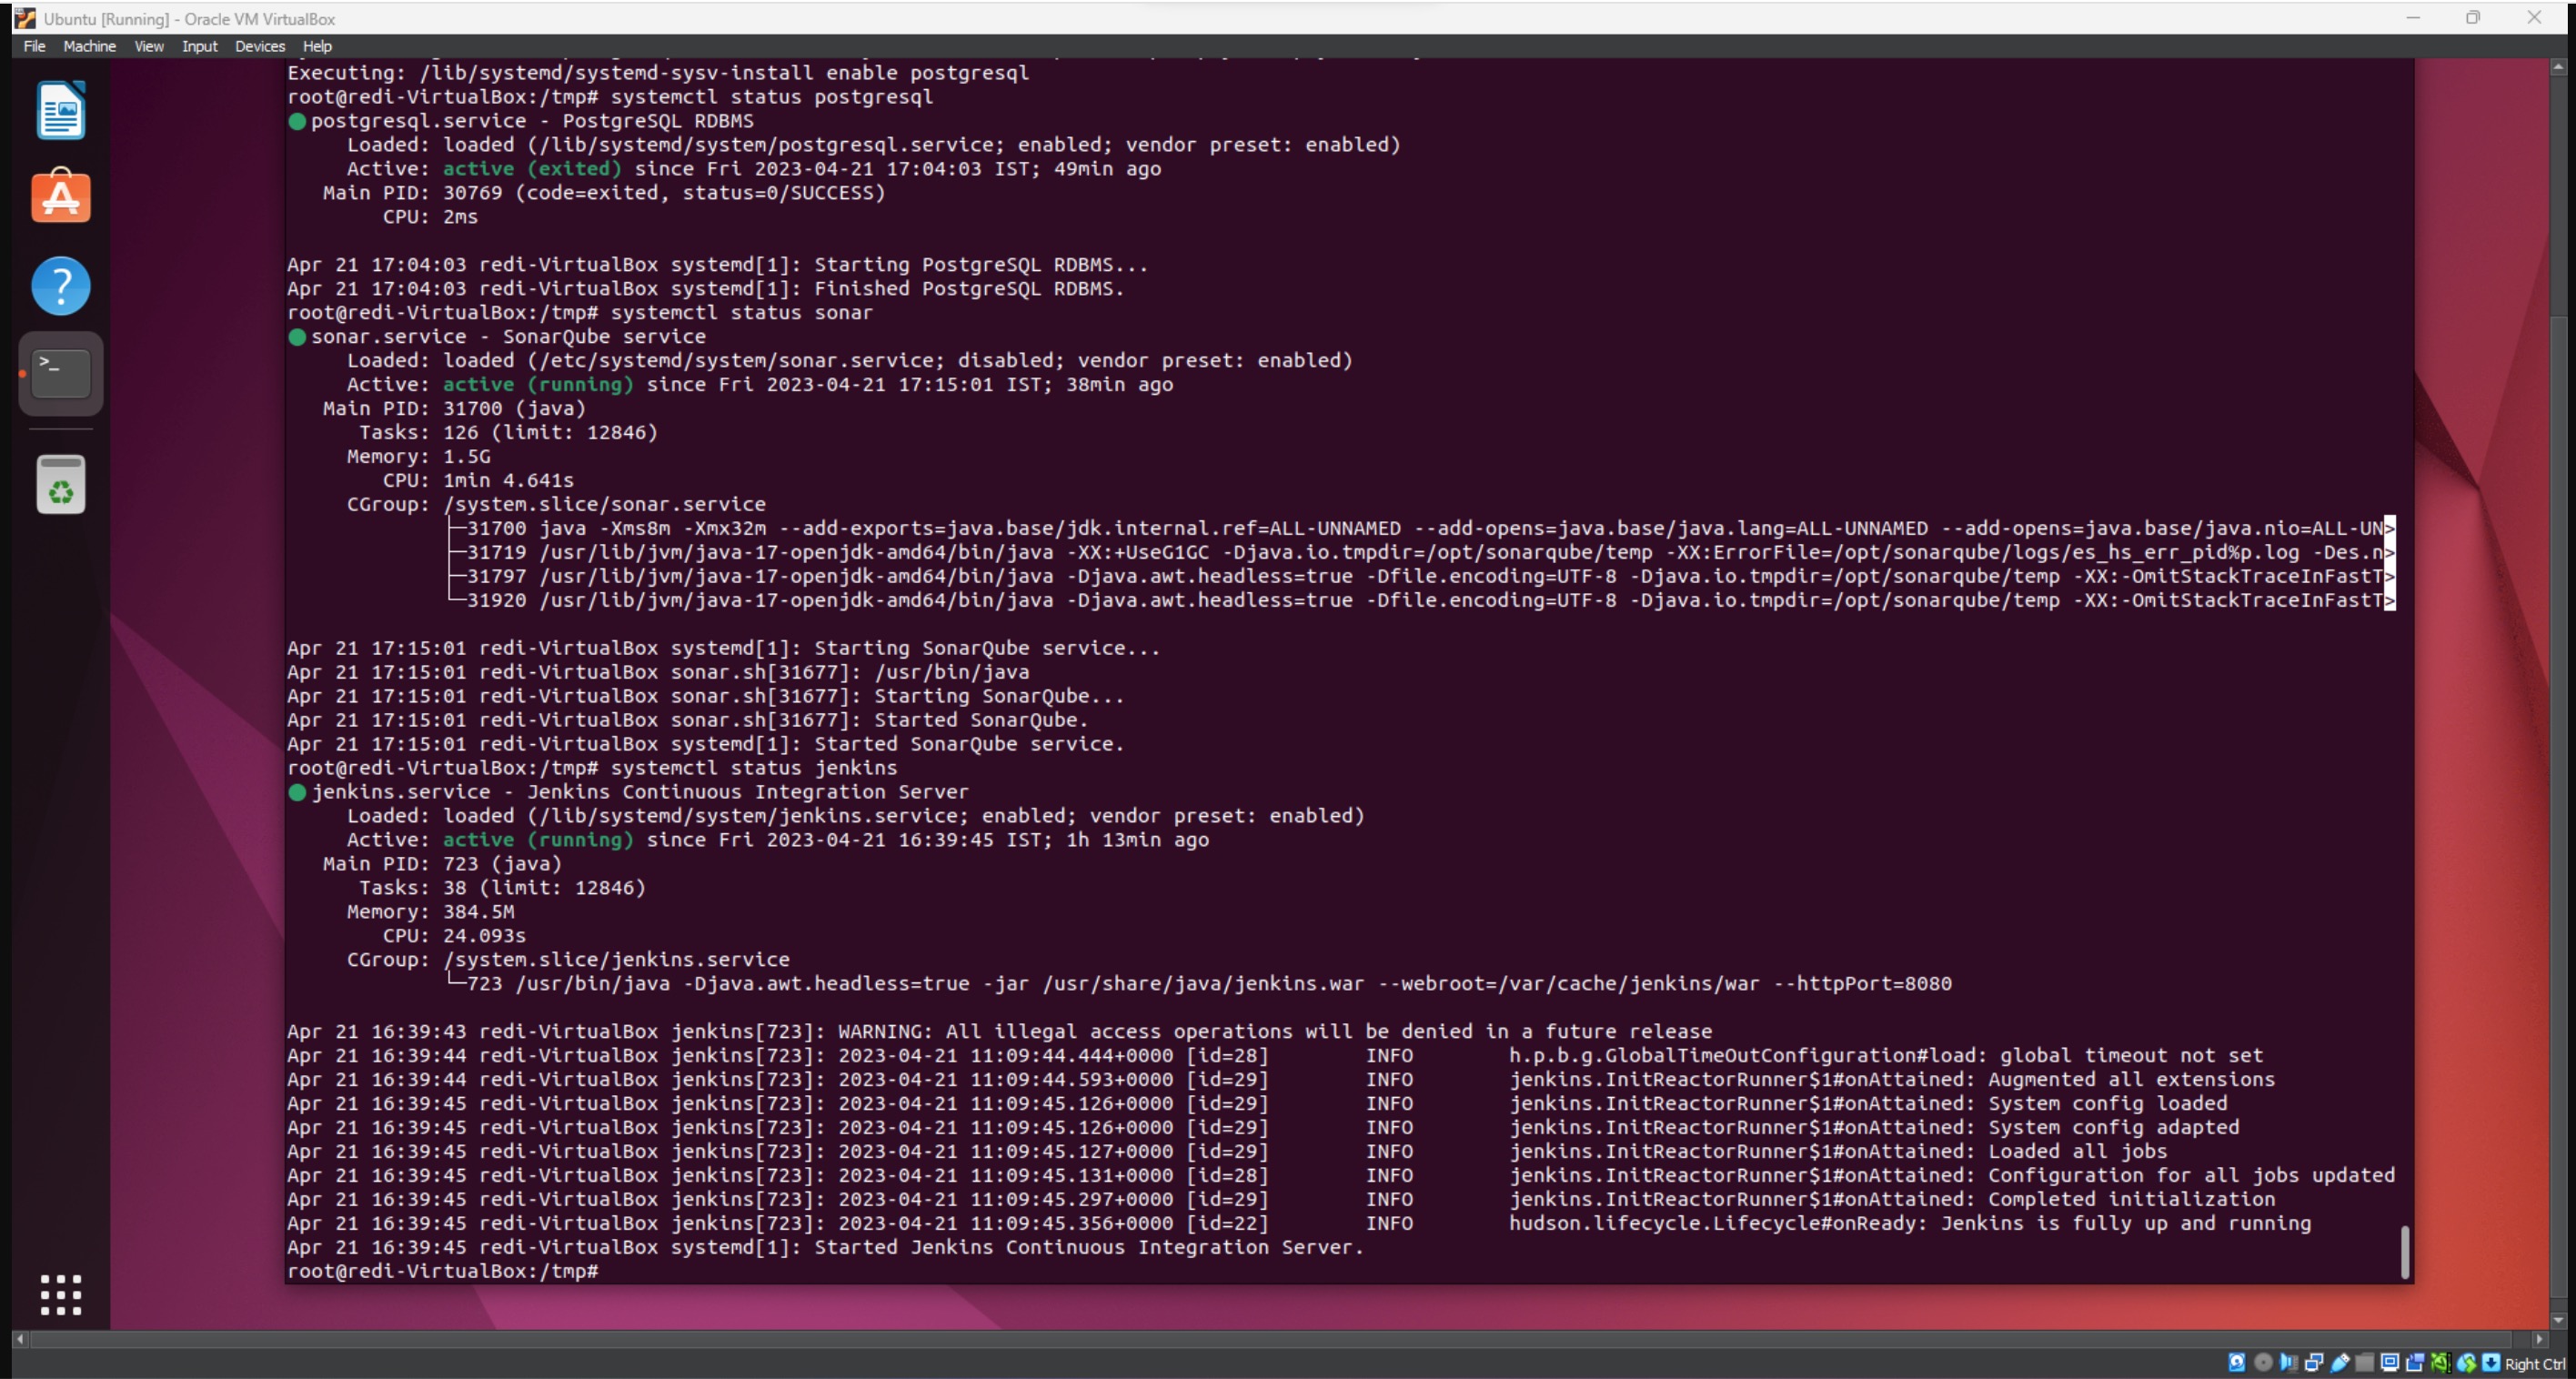 Ubuntu [Running] - Oracle VM VirtualBox
File Machine View Input Devices Help
Executing: /lib/systemd/systemd-sysv-install enable postgresql
root@redi-VirtualBox:/tmp# systemctl status postgresql
postgresql.service - PostgreSQL RDBMS
Loaded: loaded (/lib/systemd/system/postgresql.service; enabled; vendor preset: enabled)
Active: active (exited) since Fri 2023-04-21 17:04:03 IST; 49min ago
Main PID: 30769 (code=exited, status=0/SUCCESS)
CPU: 2ms
Apr 21 17:04:03 redi-VirtualBox systemd[1]: Starting PostgreSQL RDBMS...
Apr 21 17:04:03 redi-VirtualBox systemd[1]: Finished PostgreSQL RDBMS.
root@redi-VirtualBox:/tmp# systemctl status sonar
sonar.service - SonarQube service
Loaded: loaded (/etc/systemd/system/sonar.service; disabled; vendor preset: enabled)
Active: active (running) since Fri 2023-04-21 17:15:01 IST; 38min ago
Main PID: 31700 (java)
Tasks: 126 (limit: 12846)
Memory: 1.5G
CPU: 1min 4.641s
CGroup: /system.slice/sonar.service
├─31700 java -Xms8m -Xmx32m --add-exports=java.base/jdk.internal.ref=ALL-UNNAMED --add-opens=java.base/java.lang=ALL-UNNAMED --add-opens=java.base/java.nio=ALL-UN>
├─31719 /usr/lib/jvm/java-17-openjdk-amd64/bin/java -XX:+UseG1GC -Djava.io.tmpdir=/opt/sonarqube/temp -XX:ErrorFile=/opt/sonarqube/logs/es_hs_err_pid%p.log -Des.n>
├─31797 /usr/lib/jvm/java-17-openjdk-amd64/bin/java -Djava.awt.headless=true -Dfile.encoding=UTF-8 -Djava.io.tmpdir=/opt/sonarqube/temp -XX:-OmitStackTraceInFastT>
└─31920 /usr/lib/jvm/java-17-openjdk-amd64/bin/java -Djava.awt.headless=true -Dfile.encoding=UTF-8 -Djava.io.tmpdir=/opt/sonarqube/temp -XX:-OmitStackTraceInFastT>
Apr 21 17:15:01 redi-VirtualBox systemd[1]: Starting SonarQube service...
Apr 21 17:15:01 redi-VirtualBox sonar.sh[31677]: /usr/bin/java
Apr 21 17:15:01 redi-VirtualBox sonar.sh[31677]: Starting SonarQube...
Apr 21 17:15:01 redi-VirtualBox sonar.sh[31677]: Started SonarQube.
Apr 21 17:15:01 redi-VirtualBox systemd[1]: Started SonarQube service.
root@redi-VirtualBox:/tmp# systemctl status jenkins
jenkins.service - Jenkins Continuous Integration Server
Loaded: loaded (/lib/systemd/system/jenkins.service; enabled; vendor preset: enabled)
Active: active (running) since Fri 2023-04-21 16:39:45 IST; 1h 13min ago
Main PID: 723 (java)
Tasks: 38 (limit: 12846)
Memory: 384.5M
CPU: 24.093s
CGroup: /system.slice/jenkins.service
└─723 /usr/bin/java -Djava.awt.headless=true -jar /usr/share/java/jenkins.war --webroot=/var/cache/jenkins/war --httpPort=8080
Apr 21 16:39:43 redi-VirtualBox jenkins[723]: WARNING: All illegal access operations will be denied in a future release
Apr 21 16:39:44 redi-VirtualBox jenkins[723]: 2023-04-21 11:09:44.444+0000 [id=28] INFO h.p.b.g.GlobalTimeOutConfiguration#load: global timeout not set
Apr 21 16:39:44 redi-VirtualBox jenkins[723]: 2023-04-21 11:09:44.593+0000 [id=29] INFO jenkins.InitReactorRunner$1#onAttained: Augmented all extensions
Apr 21 16:39:45 redi-VirtualBox jenkins[723]: 2023-04-21 11:09:45.126+0000 [id=29] INFO jenkins.InitReactorRunner$1#onAttained: System config loaded
Apr 21 16:39:45 redi-VirtualBox jenkins[723]: 2023-04-21 11:09:45.126+0000 [id=29] INFO jenkins.InitReactorRunner$1#onAttained: System config adapted
Apr 21 16:39:45 redi-VirtualBox jenkins[723]: 2023-04-21 11:09:45.127+0000 [id=29] INFO jenkins.InitReactorRunner$1#onAttained: Loaded all jobs
Apr 21 16:39:45 redi-VirtualBox jenkins[723]: 2023-04-21 11:09:45.131+0000 [id=28] INFO jenkins.InitReactorRunner$1#onAttained: Configuration for all jobs updated
Apr 21 16:39:45 redi-VirtualBox jenkins[723]: 2023-04-21 11:09:45.297+0000 [id=29] INFO jenkins.InitReactorRunner$1#onAttained: Completed initialization
Apr 21 16:39:45 redi-VirtualBox jenkins[723]: 2023-04-21 11:09:45.356+0000 [id=22] INFO hudson.lifecycle.Lifecycle#onReady: Jenkins is fully up and running
Apr 21 16:39:45 redi-VirtualBox systemd[1]: Started Jenkins Continuous Integration Server.
root@redi-VirtualBox:/tmp#
Right Ctrl